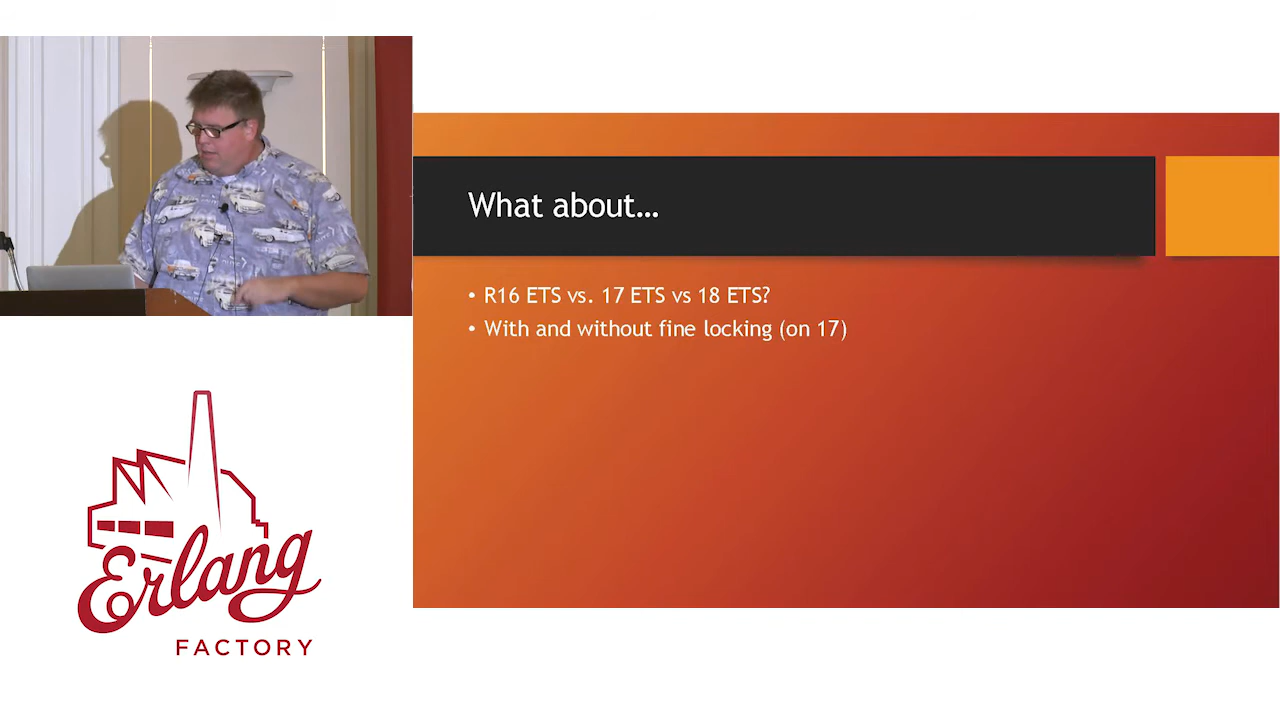 What about...
• R16 ETS vs. 17 ETS vs 18 ETS?
• With and without fine locking (on 17)
Erlang
FACTORY